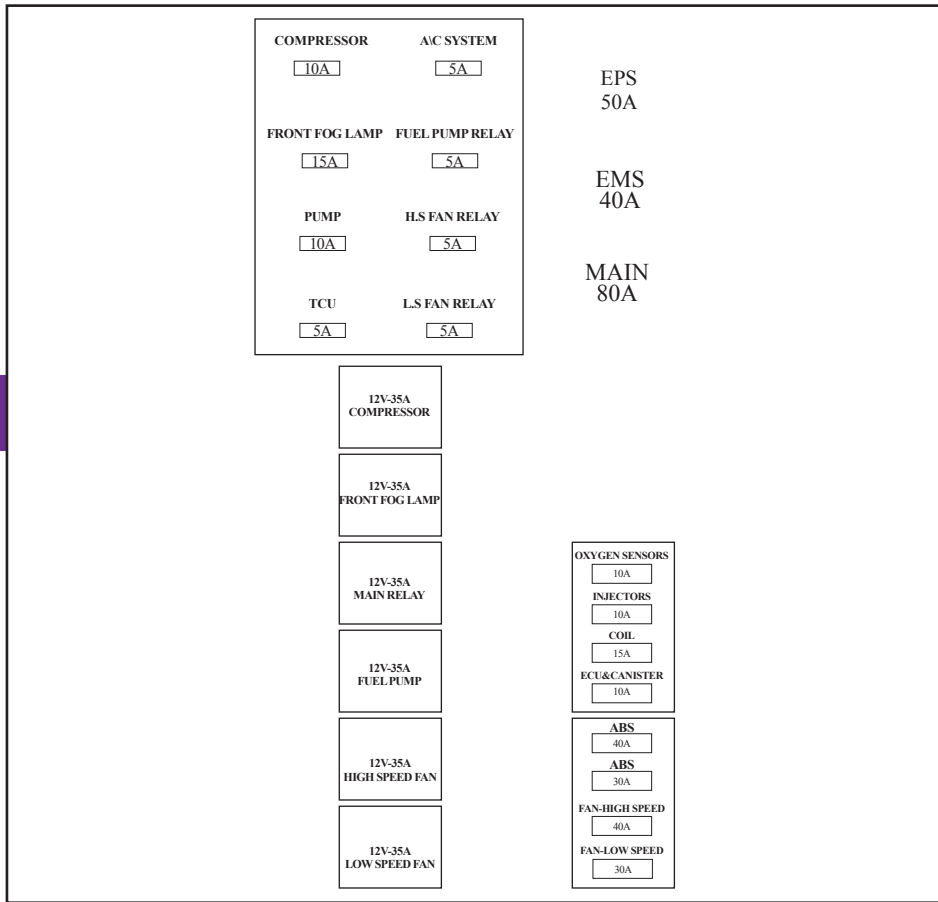 COMPRESSOR A\C SYSTEM
10A 5A
FRONT FOG LAMP FUEL PUMP RELAY
15A 5A
PUMP H.S FAN RELAY
10A 5A
TCU L.S FAN RELAY
5A 5A
EPS
50A
EMS
40A
MAIN
80A
12V-35A
COMPRESSOR
12V-35A
FRONT FOG LAMP
12V-35A
MAIN RELAY
12V-35A
FUEL PUMP
12V-35A
HIGH SPEED FAN
12V-35A
LOW SPEED FAN
OXYGEN SENSORS
10A
INJECTORS
10A
COIL
15A
ECU&CANISTER
10A
ABS
40A
ABS
30A
FAN-HIGH SPEED
40A
FAN-LOW SPEED
30A